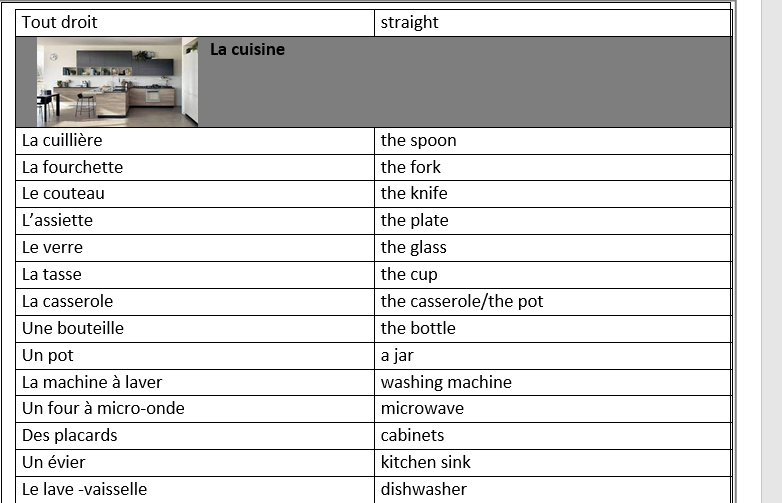 Tout droit straight
La cuisine
La cuillière the spoon
La fourchette the fork
Le couteau the knife
L’assiette the plate
Le verre the glass
La tasse the cup
La casserole the casserole/the pot
Une bouteille the bottle
Un pot a jar
La machine à laver washing machine
Un four à micro-onde microwave
Des placards cabinets
Un évier kitchen sink
Le lave -vaisselle dishwasher